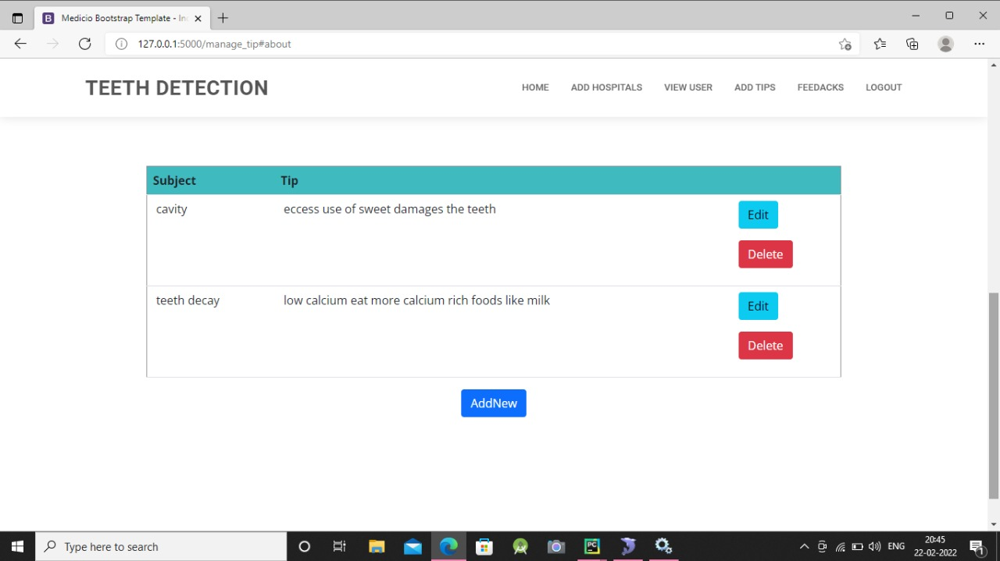 Medicio Bootstrap Template - Ind
127.0.0.1:5000/manage_tip#about
TEETH DETECTION
HOME ADD HOSPITALS VIEW USER ADD TIPS FEEDACKS LOGOUT
Subject Tip
cavity eccess use of sweet damages the teeth Edit
Delete
teeth decay low calcium eat more calcium rich foods like milk Edit
Delete
AddNew
Type here to search
ENG
20:45
22-02-2022